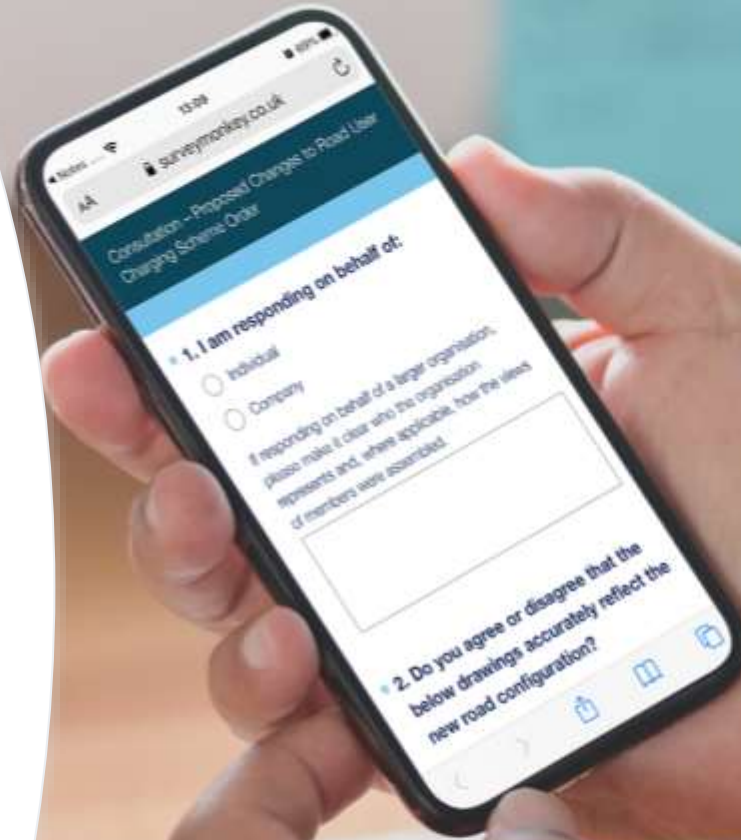 Notes
13:09
AA
surveymonkey.co.uk
Consultation – Proposed Changes to Road User
Charging Scheme Order
* 1. I am responding on behalf of:
Individual
Company
If responding on behalf of a larger organisation,
please make it clear who the organisation
represents and, where applicable, how the views
of members were assembled.
* 2. Do you agree or disagree that the
below drawings accurately reflect the
new road configuration?